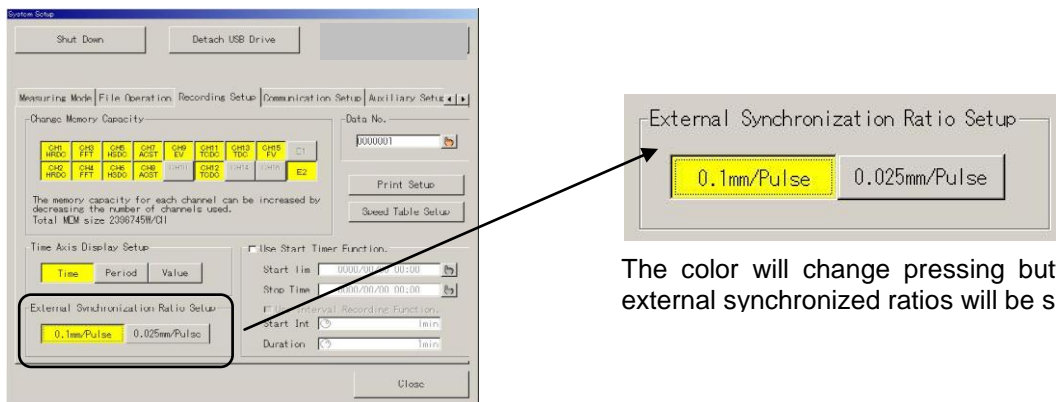 System Setup
Shut Down
Detach USB Drive
Measuring Mode
File Operation
Recording Setup
Communication Setup
Auxiliary Setup
Change Memory Capacity
CH1 HRDC
CH3 FFT
CH5 HSDC
CH7 ACST
CH9 EV
CH11 TCDC
CH13 TDC
CH15 FV
E1
CH2 HRDC
CH4 FFT
CH6 HSDC
CH8 ACST
CH10
CH12 TCDC
CH14
CH16
E2
The memory capacity for each channel can be increased by
decreasing the number of channels used.
Total MEM size 2396745W/CH
Data No.
0000001
Print Setup
Speed Table Setup
Time Axis Display Setup
Time
Period
Value
External Synchronization Ratio Setup
0.1mm/Pulse
0.025mm/Pulse
Use Start Timer Function.
Start Tim
0000/00/00 00:00
Stop Time
0000/00/00 00:00
Interval Recording Function.
Start Int
1min
Duration
1min
Close
External Synchronization Ratio Setup
0.1mm/Pulse
0.025mm/Pulse
The color will change pressing but
external synchronized ratios will be s